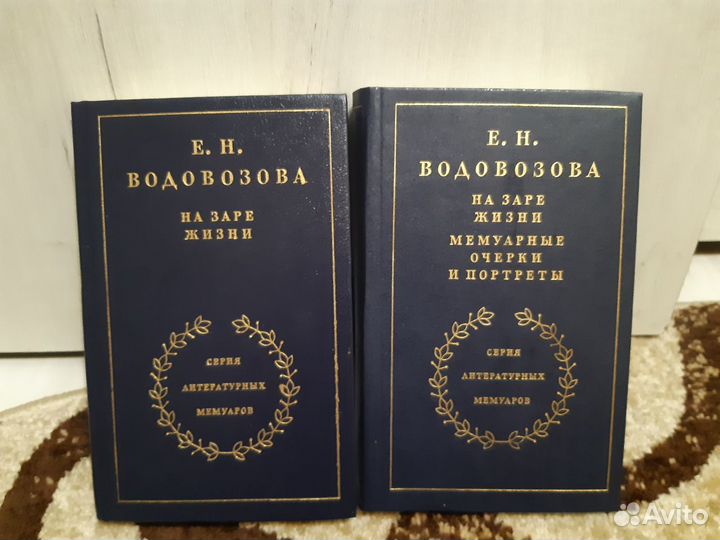 Е. Н.
ВОДОВОЗОВА
НА ЗАРЕ
ЖИЗНИ
СЕРИЯ
ЛИТЕРАТУРНЫХ
МЕМУАРОВ
Е. Н.
ВОДОВОЗОВА
НА ЗАРЕ
ЖИЗНИ
МЕМУАРНЫЕ
ОЧЕРКИ
И ПОРТРЕТЫ
СЕРИЯ
ЛИТЕРАТУРНЫХ
МЕМУАРОВ
Avito